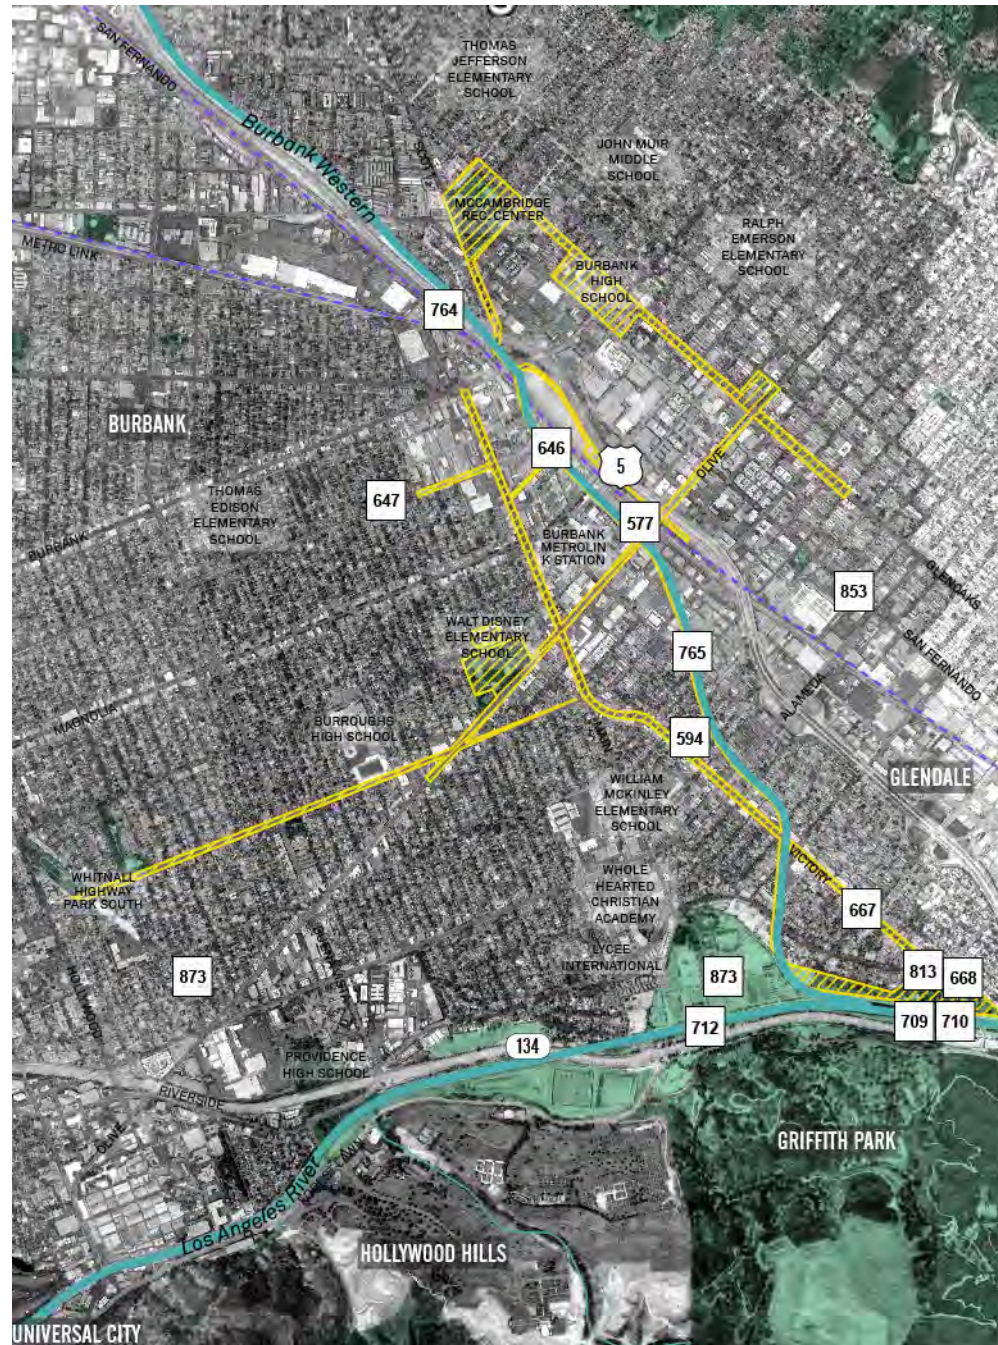 SAN FERNANDO
THOMAS
JEFFERSON
ELEMENTARY
SCHOOL
Burbank Western
JOHN MUIR
MIDDLE
SCHOOL
MCCAMBRIDGE
REC. CENTER
RALPH
EMERSON
ELEMENTARY
SCHOOL
METRO LINK
BURBANK
HIGH
SCHOOL
764
BURBANK
646
5
OLIVE
647
THOMAS
EDISON
ELEMENTARY
SCHOOL
577
BURBANK
BURBANK
METROLIN
K STATION
GLENOAKS
853
WALT DISNEY
ELEMENTARY
SCHOOL
765
SAN FERNANDO
MAGNOLIA
BURROUGHS
HIGH SCHOOL
ALAMEDA
MAIN
594
GLENDALE
WILLIAM
MCKINLEY
ELEMENTARY
SCHOOL
VICTORY
WHITNALL
HIGHWAY
PARK SOUTH
WHOLE
HEARTED
CHRISTIAN
ACADEMY
667
LYCEE
INTERNATIONAL
873
873
813
668
709
710
712
134
PROVIDENCE
HIGH SCHOOL
RIVERSIDE
OLIVE
GRIFFITH PARK
Los Angeles River
HOLLYWOOD HILLS
UNIVERSAL CITY